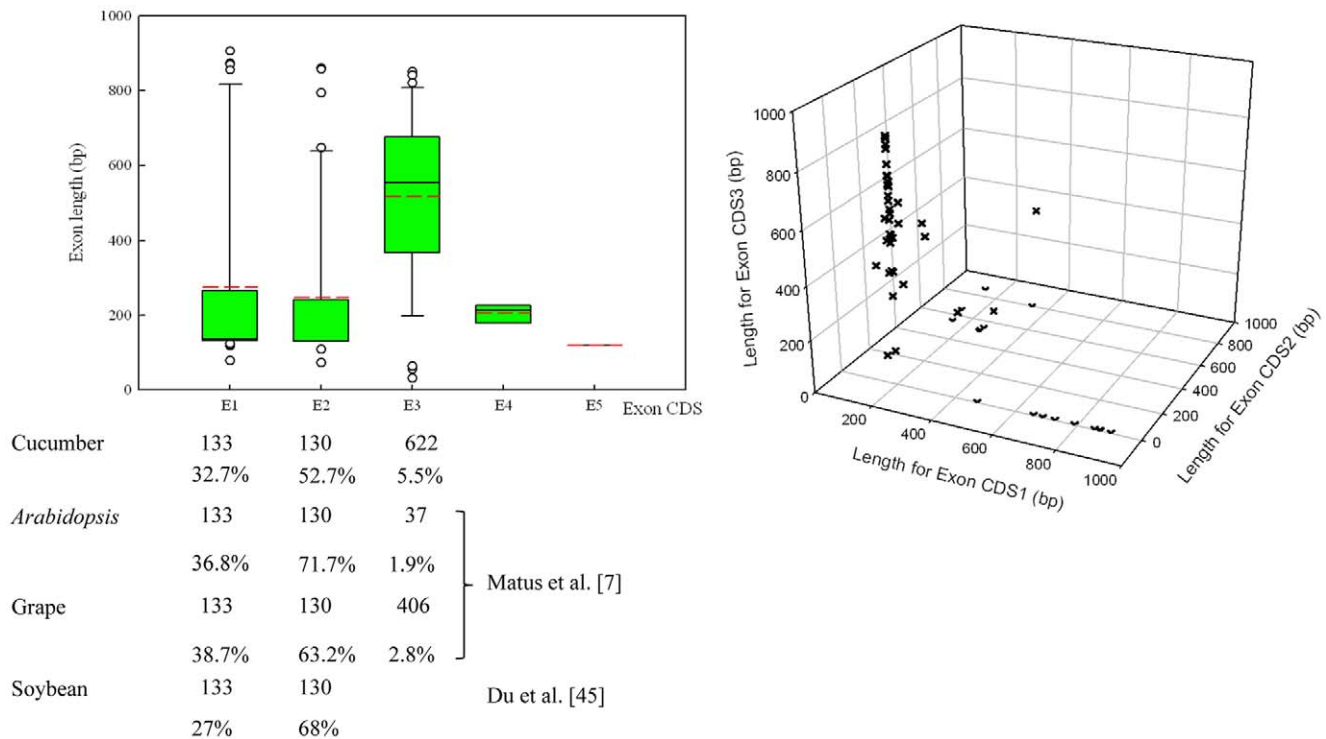 1000
800
600
400
200
0
Exon length (bp)
E1 E2 E3 E4 E5 Exon CDS
Cucumber 133 130 622
32.7% 52.7% 5.5%
Arabidopsis 133 130 37
36.8% 71.7% 1.9%
Matus et al. [7]
Grape 133 130 406
38.7% 63.2% 2.8%
Soybean 133 130
Du et al. [45]
27% 68%
1000
800
600
400
200
0
Length for Exon CDS3 (bp)
200
400
600
800
1000
Length for Exon CDS1 (bp)
1000
800
600
400
200
0
Length for Exon CDS2 (bp)